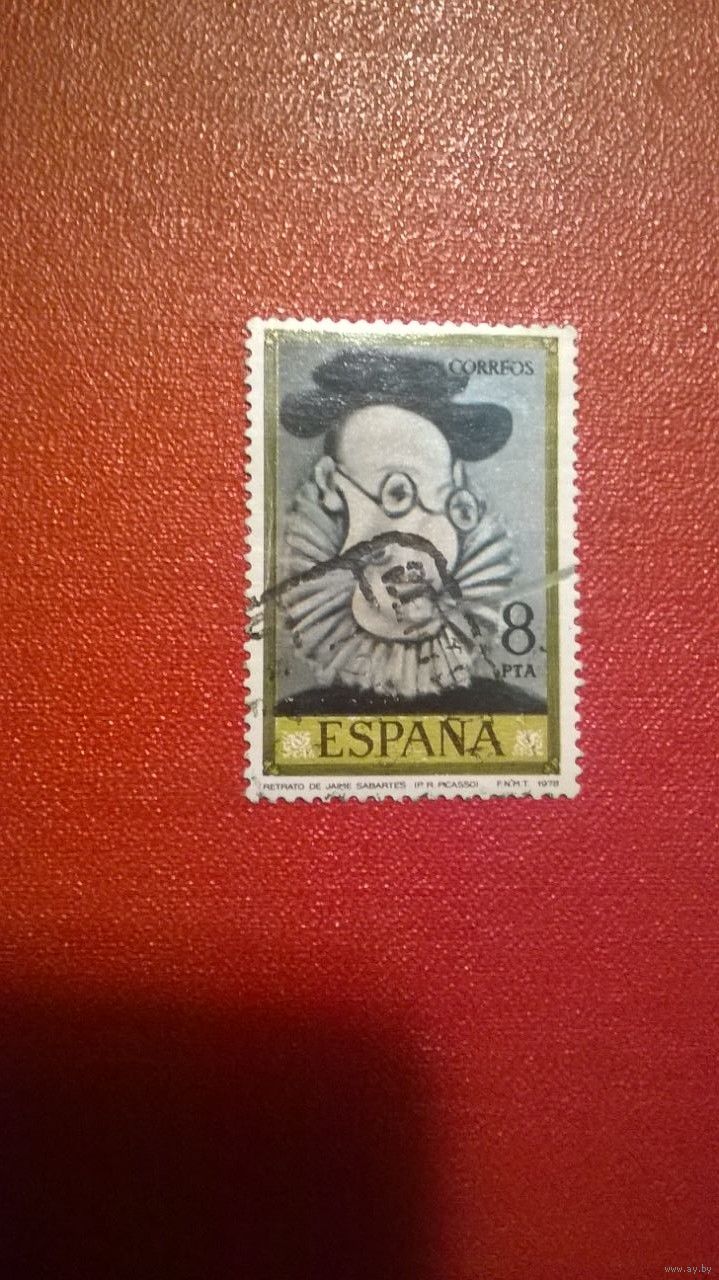 CORREOS
8
PTA
ESPAÑA
RETRATO DE JAIME SABARTES (P. R. PICASSO) F.N.M.T. 1978
www.ay.by